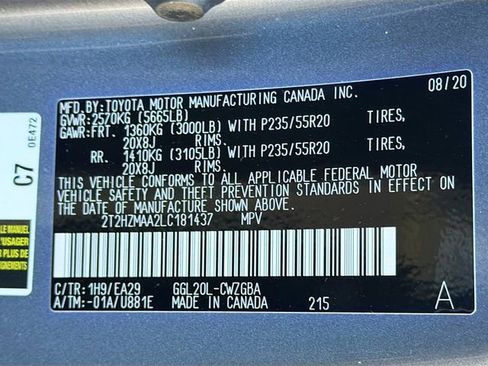 MFD. BY: TOYOTA MOTOR MANUFACTURING CANADA INC. 08/20
GVWR: 2570KG (5665LB)
GAWR: FRT. 1360KG (3000LB) WITH P235/55R20 TIRES,
20X8J RIMS.
RR. 1410KG (3105LB) WITH P235/55R20 TIRES,
20X8J RIMS.
THIS VEHICLE CONFORMS TO ALL APPLICABLE FEDERAL MOTOR
VEHICLE SAFETY AND THEFT PREVENTION STANDARDS IN EFFECT ON
THE DATE OF MANUFACTURE SHOWN ABOVE.
2T2HZMAA2LC181437 MPV
C/TR: 1H9/EA29 GGL20L-CWZGBA
A/TM: -01A/U881E MADE IN CANADA 215 A
C7
0E472
LE MANUEL
L'USAGER